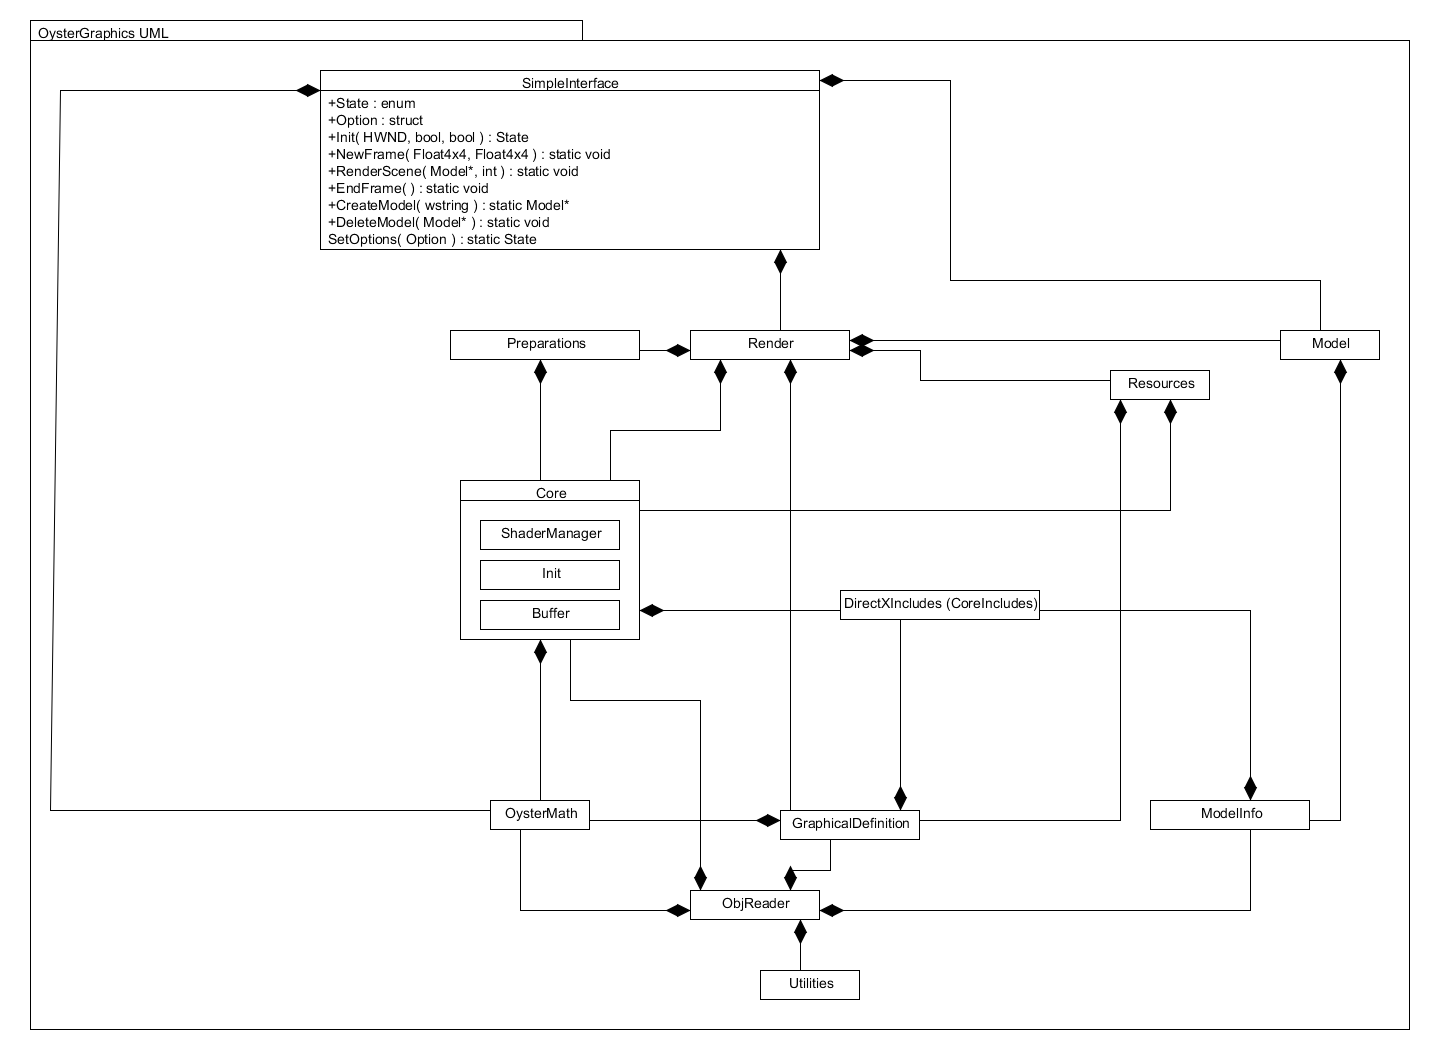 OysterGraphics UML
SimpleInterface
+State : enum
+Option : struct
+Init( HWND, bool, bool ) : State
+NewFrame( Float4x4, Float4x4 ) : static void
+RenderScene( Model*, int ) : static void
+EndFrame( ) : static void
+CreateModel( wstring ) : static Model*
+DeleteModel( Model* ) : static void
SetOptions( Option ) : static State
Preparations
Render
Model
Resources
Core
ShaderManager
Init
Buffer
DirectXIncludes (CoreIncludes)
OysterMath
GraphicalDefinition
ModelInfo
ObjReader
Utilities